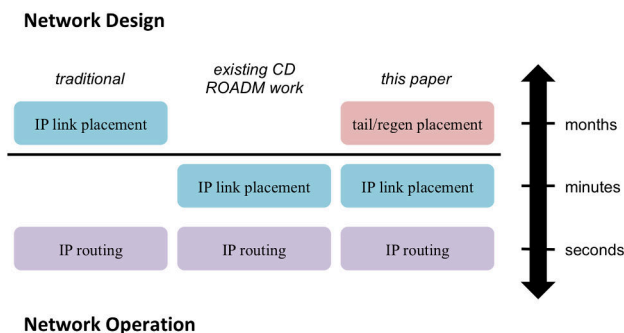 Network Design
traditional
existing CD
ROADM work
this paper
IP link placement
tail/regen placement
months
IP link placement
IP link placement
minutes
IP routing
IP routing
IP routing
seconds
Network Operation